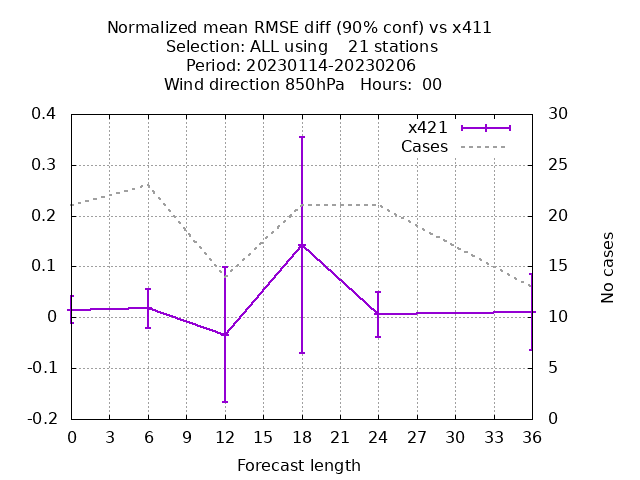 Normalized mean RMSE diff (90% conf) vs x411
Selection: ALL using    21 stations
Period: 20230114-20230206
Wind direction 850hPa   Hours:  00
0.4
0.3
0.2
0.1
0
-0.1
-0.2
30
25
20
15
10
5
0
x421
Cases
No cases
0 3 6 9 12 15 18 21 24 27 30 33 36
Forecast length